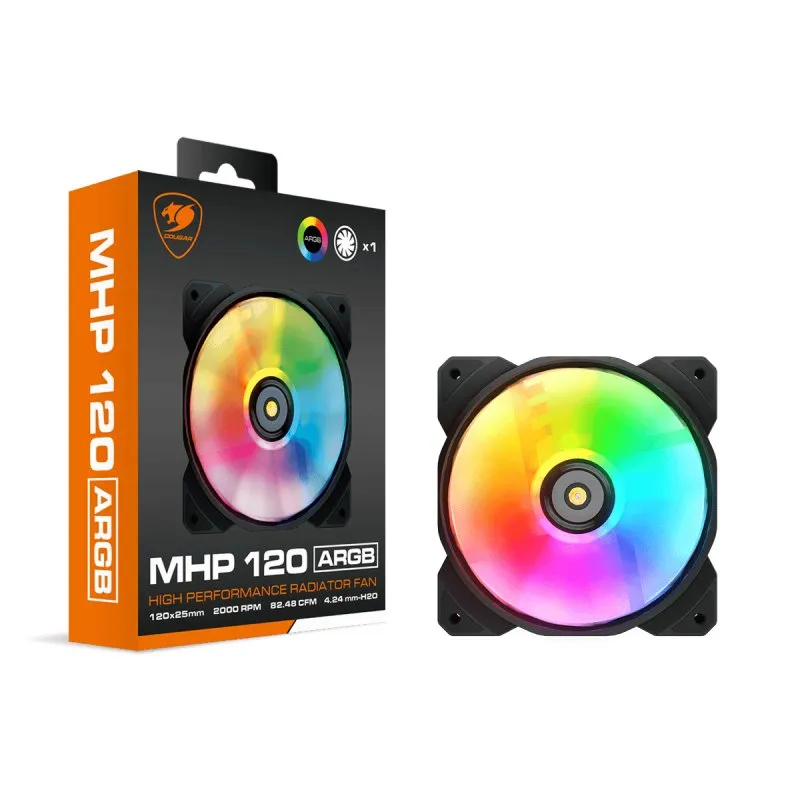 MHP 120 ARGB
COUGAR
ARGB
x1
MHP 120 ARGB
HIGH PERFORMANCE RADIATOR FAN
120x25mm 2000 RPM 82.48 CFM 4.24 mm-H2O